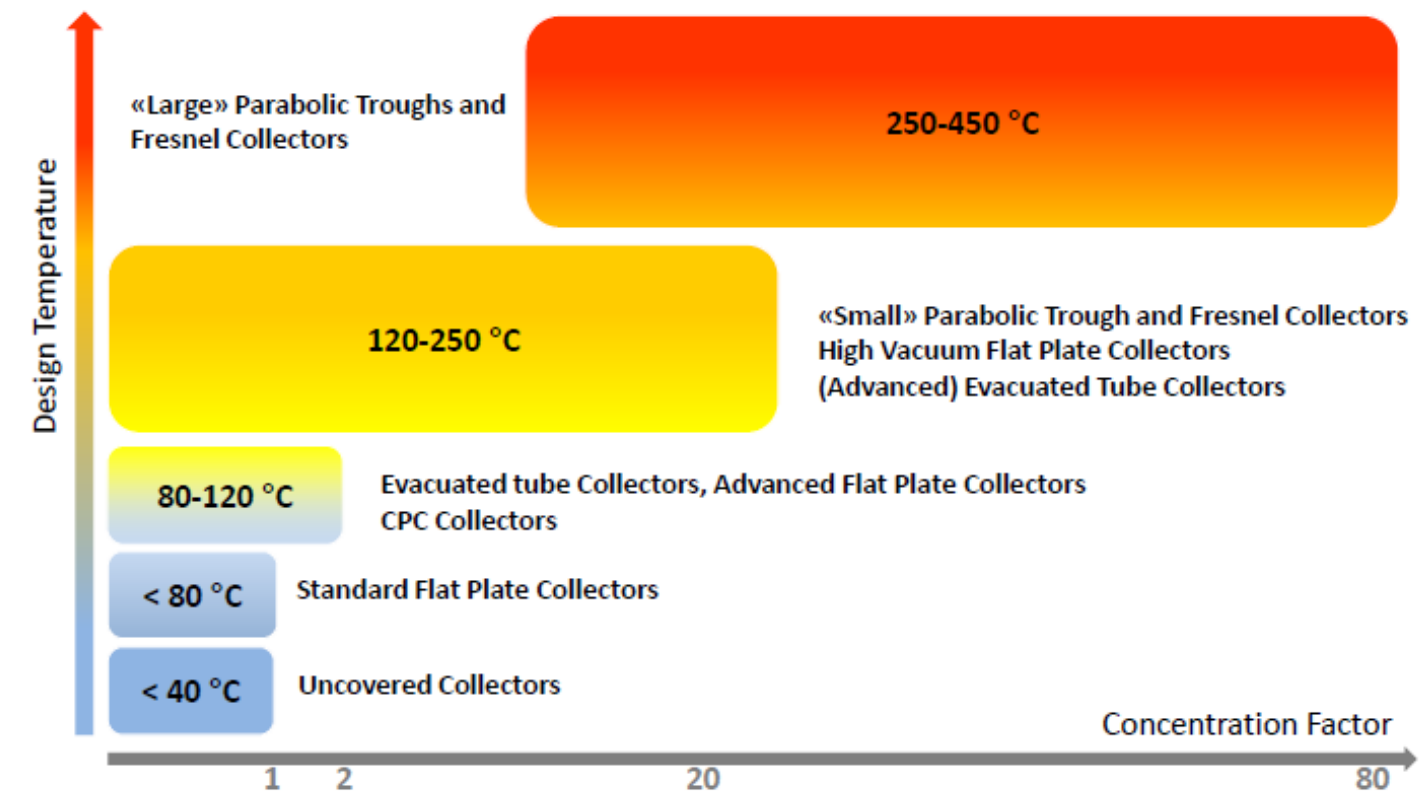 «Large» Parabolic Troughs and
Fresnel Collectors
250-450 °C
Design Temperature
120-250 °C
«Small» Parabolic Trough and Fresnel Collectors
High Vacuum Flat Plate Collectors
(Advanced) Evacuated Tube Collectors
80-120 °C
Evacuated tube Collectors, Advanced Flat Plate Collectors
CPC Collectors
< 80 °C
Standard Flat Plate Collectors
< 40 °C
Uncovered Collectors
Concentration Factor
1 2 20 80